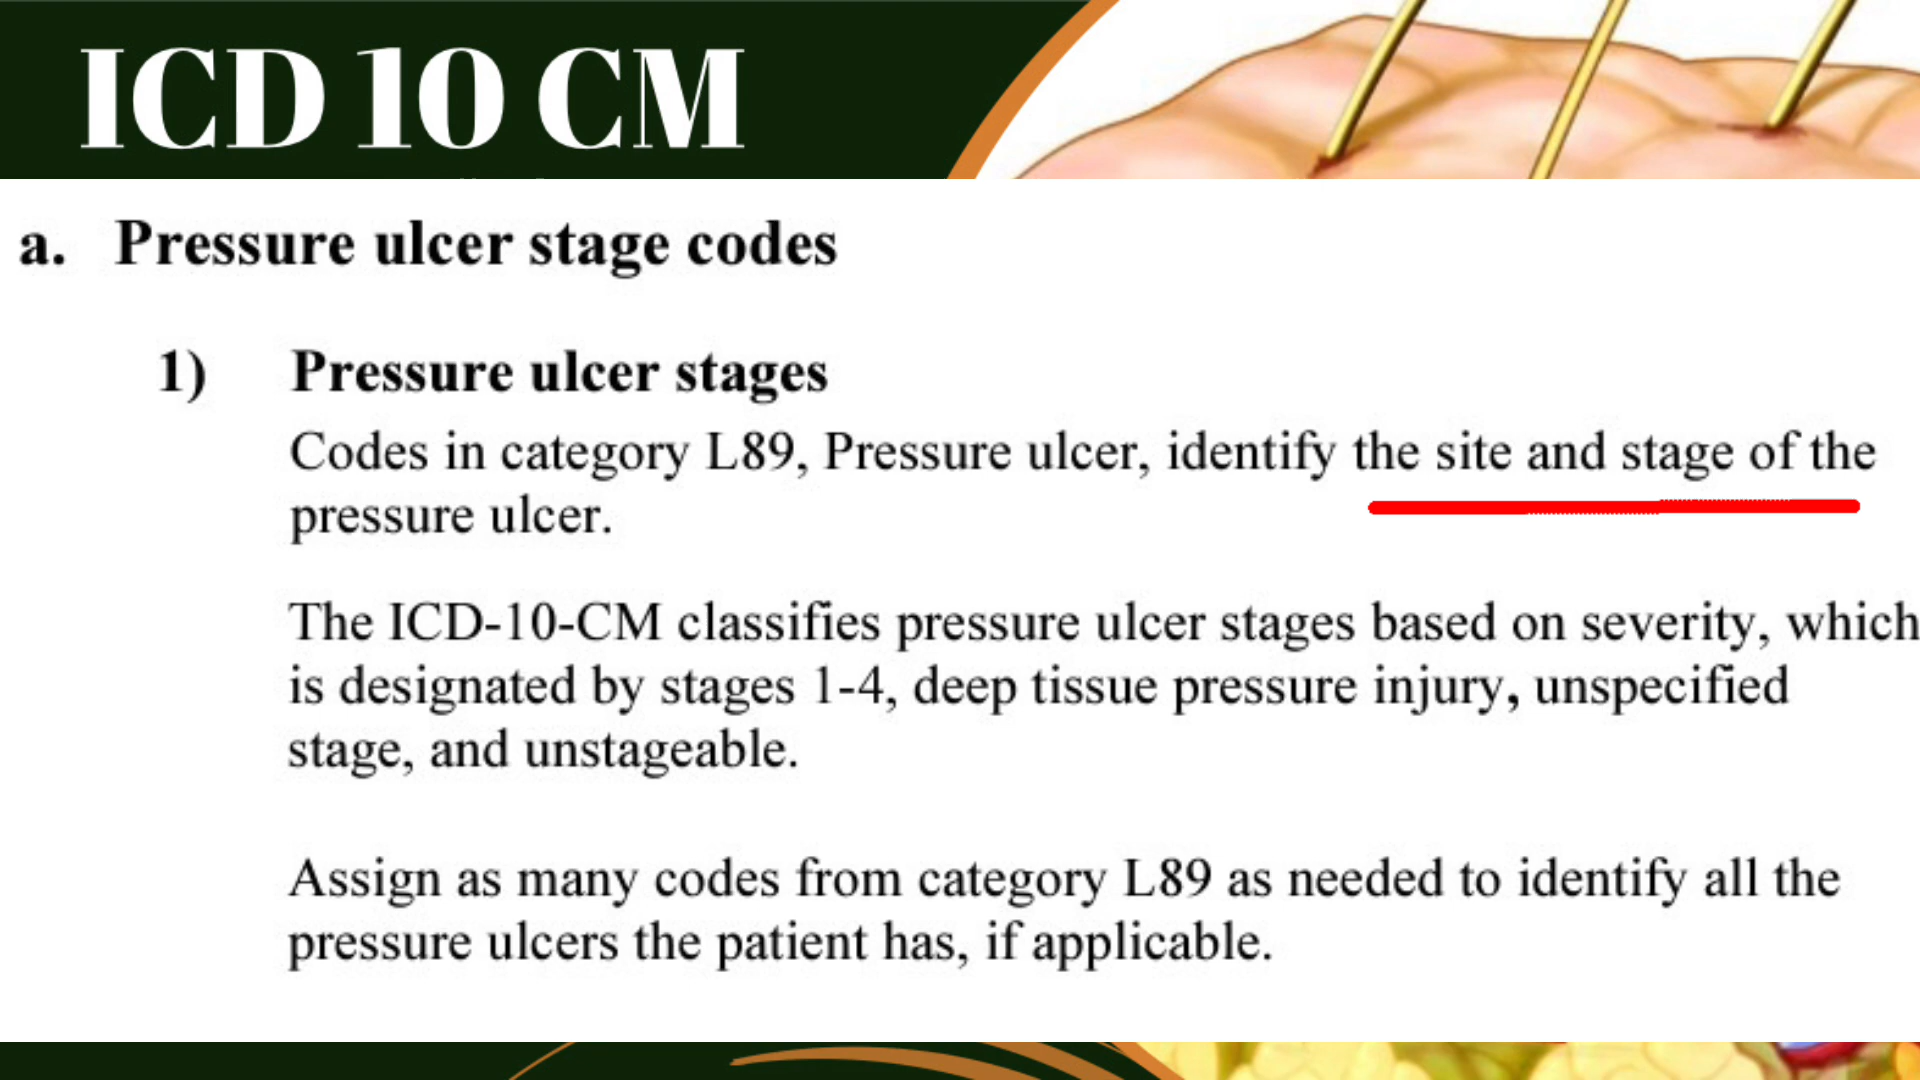 ICD 10 CM
a. Pressure ulcer stage codes
1) Pressure ulcer stages
Codes in category L89, Pressure ulcer, identify the site and stage of the
pressure ulcer.
The ICD-10-CM classifies pressure ulcer stages based on severity, which
is designated by stages 1-4, deep tissue pressure injury, unspecified
stage, and unstageable.
Assign as many codes from category L89 as needed to identify all the
pressure ulcers the patient has, if applicable.